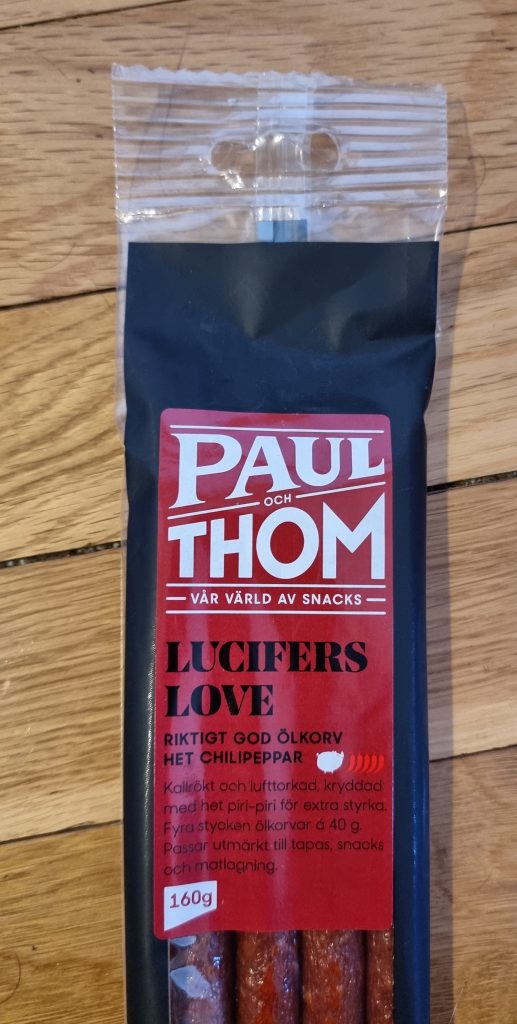 PAUL
OCH
THOM
VÅR VÄRLD AV SNACKS
LUCIFERS
LOVE
RIKTIGT GOD ÖLKORV
HET CHILIPEPPAR
Kallrökt och lufttorkad, kryddad
med het piri-piri för extra styrka.
Fyra stycken ölkorvar á 40 g.
Passar utmärkt till tapas, snacks
och matlagning.
160g